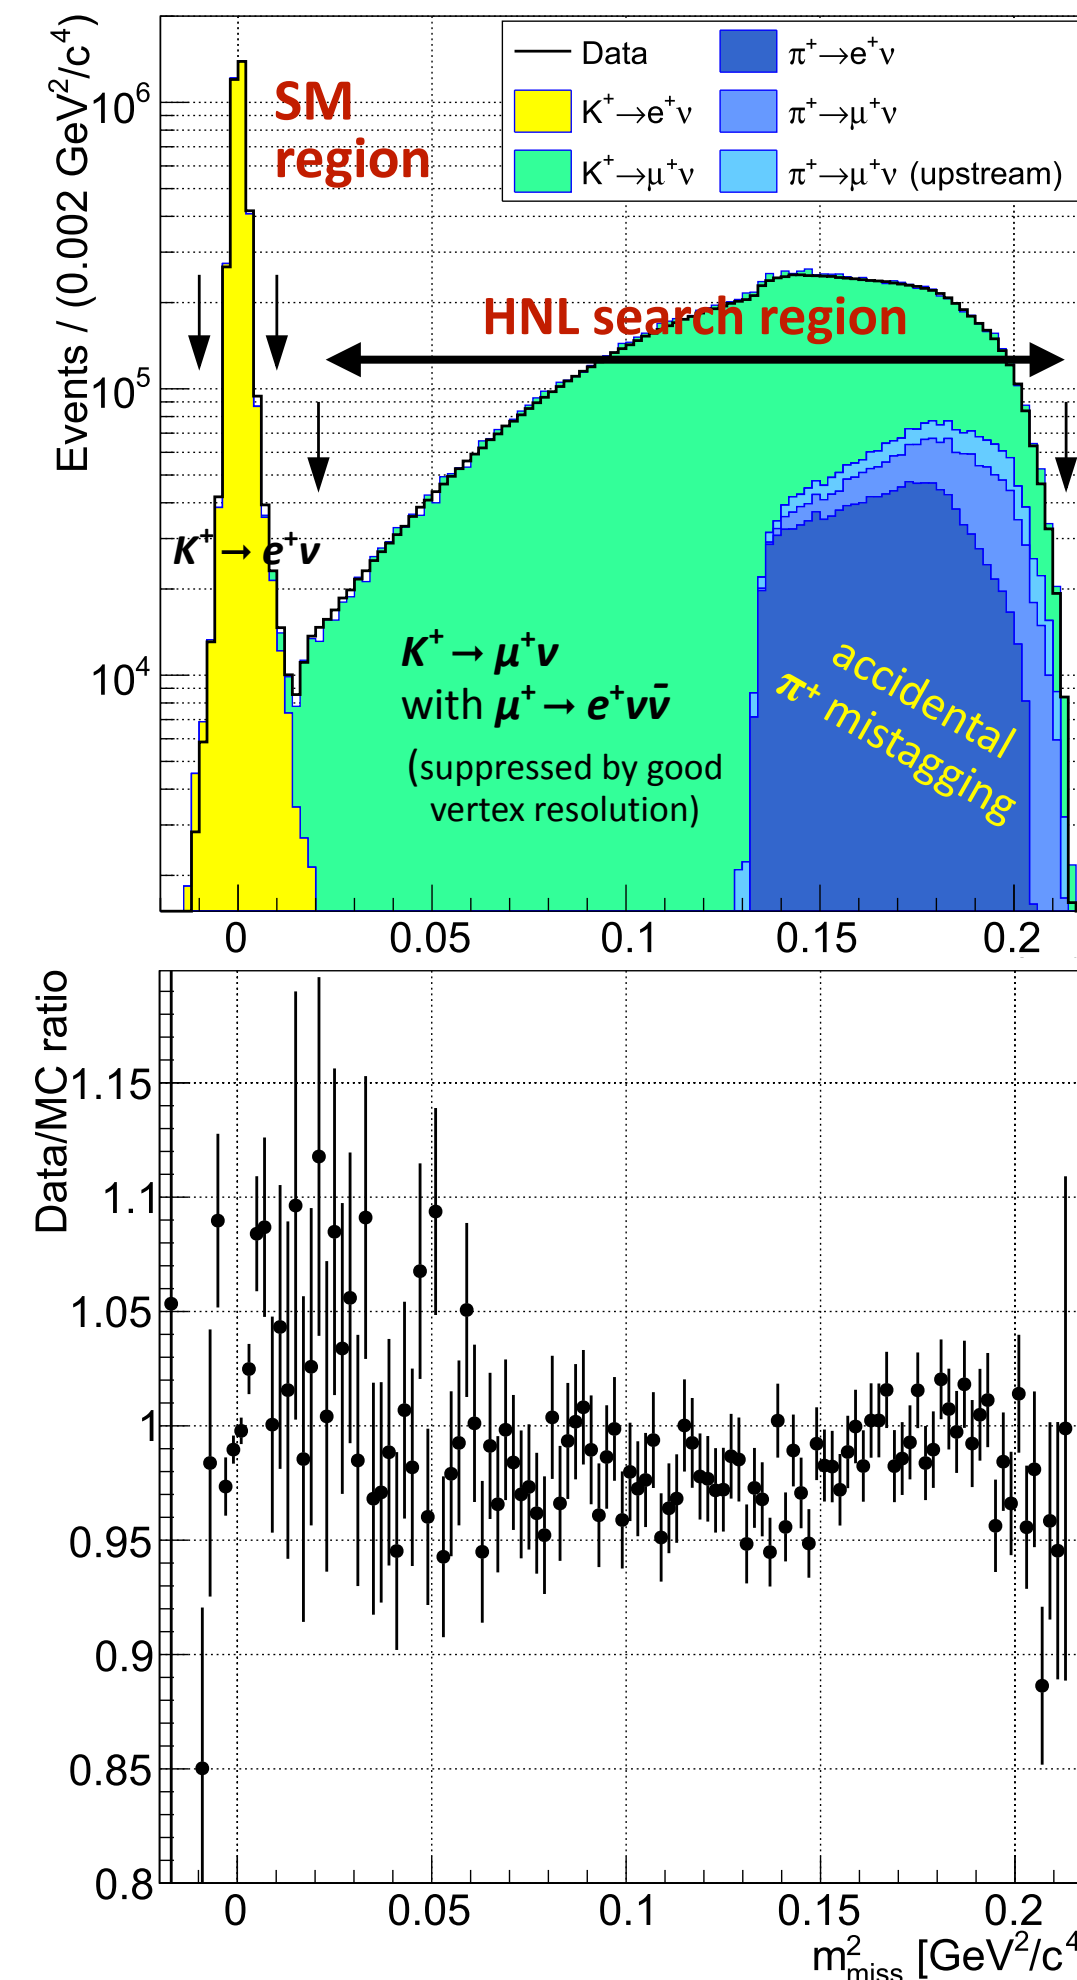 Events / (0.002 GeV²/c⁴)
10⁶
10⁵
10⁴
Data
K⁺→e⁺ν
K⁺→μ⁺ν
π⁺→e⁺ν
π⁺→μ⁺ν
π⁺→μ⁺ν (upstream)
SM
region
HNL search region
K⁺ → e⁺ν
K⁺ → μ⁺ν
with μ⁺ → e⁺νν̄
(suppressed by good
vertex resolution)
accidental
π⁺ mistagging
0 0.05 0.1 0.15 0.2
Data/MC ratio
1.15
1.1
1.05
1
0.95
0.9
0.85
0.8
0 0.05 0.1 0.15 0.2
m²miss [GeV²/c⁴